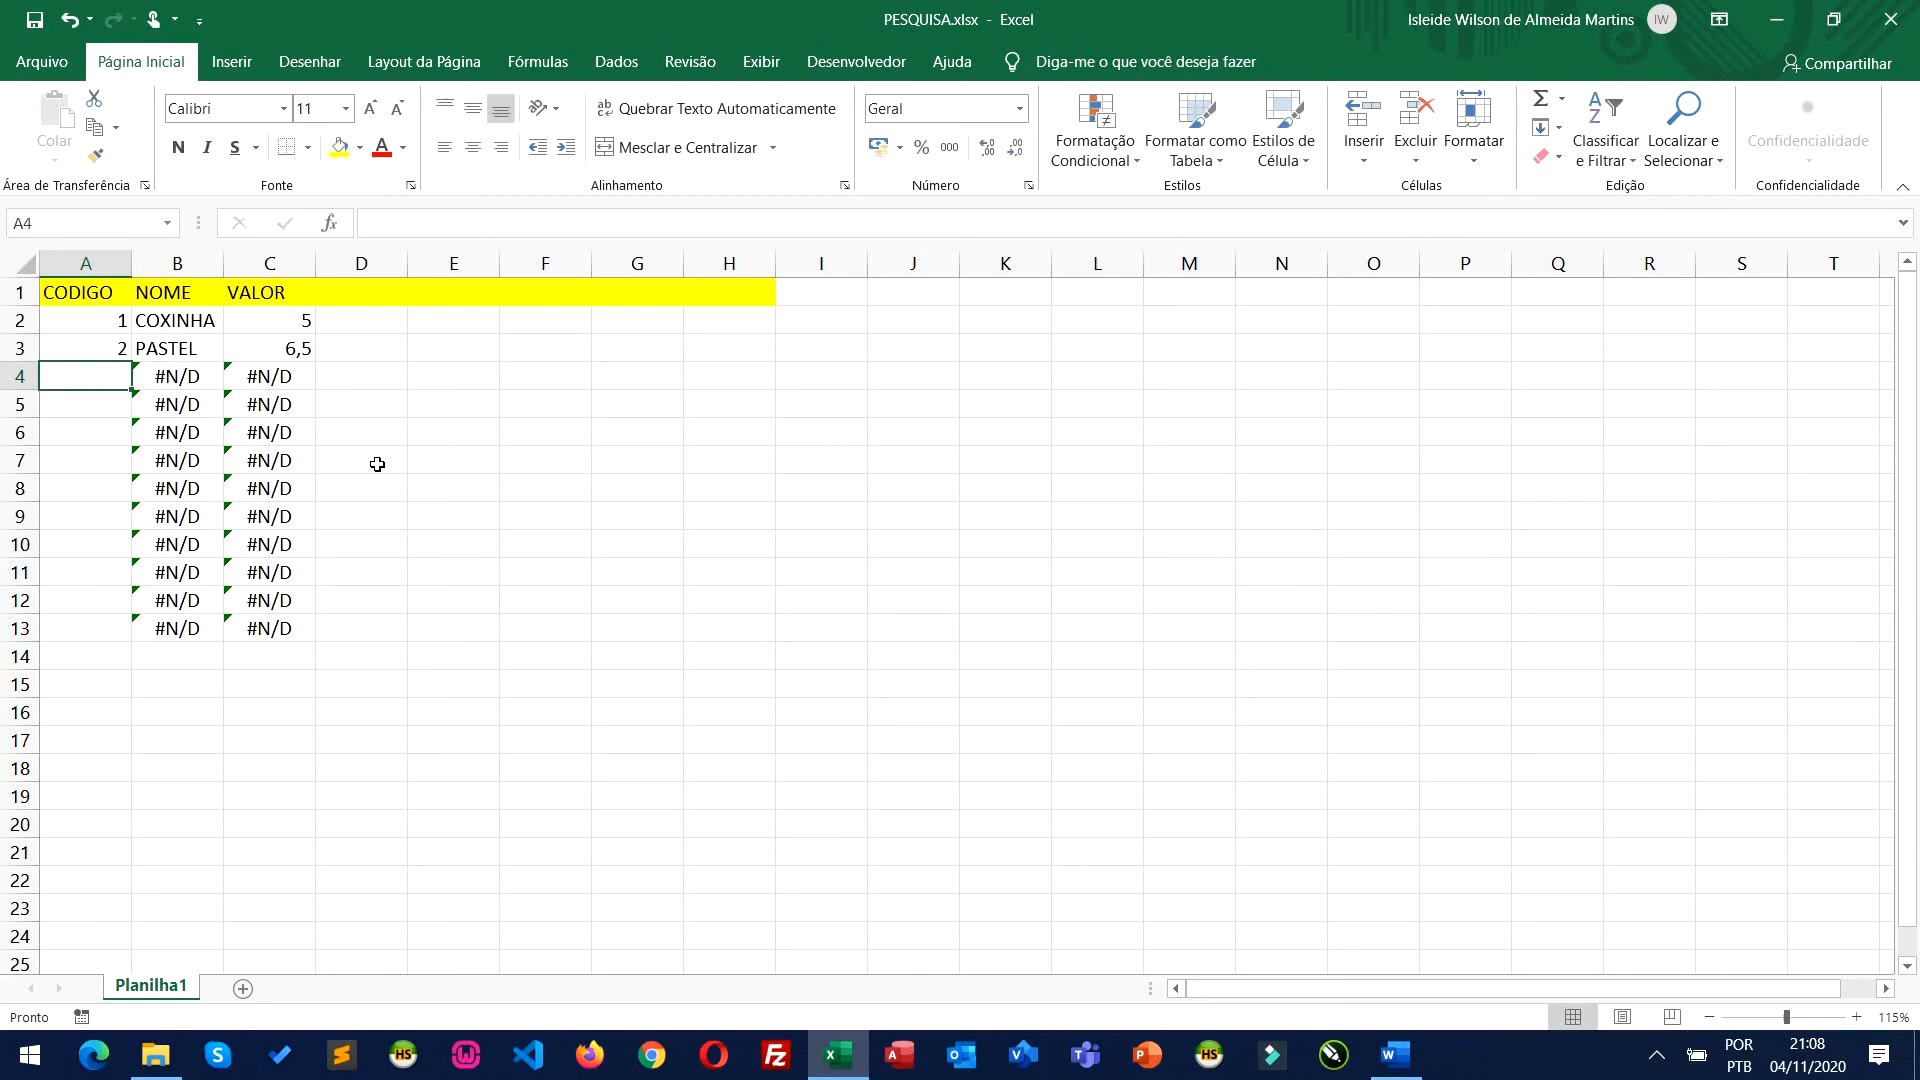 PESQUISA.xlsx - Excel
Isleide Wilson de Almeida Martins
IW
Arquivo
Página Inicial
Inserir
Desenhar
Layout da Página
Fórmulas
Dados
Revisão
Exibir
Desenvolvedor
Ajuda
Diga-me o que você deseja fazer
Compartilhar
Colar
Área de Transferência
Calibri
11
N I S
Fonte
Quebrar Texto Automaticamente
Mesclar e Centralizar
Alinhamento
Geral
% 000
Número
Formatação Condicional
Formatar como Tabela
Estilos de Célula
Estilos
Inserir
Excluir
Formatar
Células
Classificar e Filtrar
Localizar e Selecionar
Edição
Confidencialidade
Confidencialidade
A4
fx
A B C D E F G H I J K L M N O P Q R S T
1 CODIGO NOME VALOR
2 1 COXINHA 5
3 2 PASTEL 6,5
4 #N/D #N/D
5 #N/D #N/D
6 #N/D #N/D
7 #N/D #N/D
8 #N/D #N/D
9 #N/D #N/D
10 #N/D #N/D
11 #N/D #N/D
12 #N/D #N/D
13 #N/D #N/D
14
15
16
17
18
19
20
21
22
23
24
25
Planilha1
Pronto
115%
POR
PTB
21:08
04/11/2020